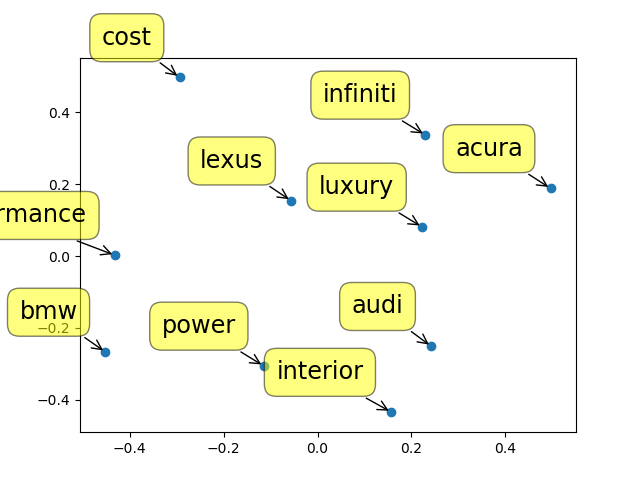 cost
infiniti
acura
lexus
luxury
rmance
bmw
power
audi
interior
0.4
0.2
0.0
−0.2
−0.4
−0.4
−0.2
0.0
0.2
0.4